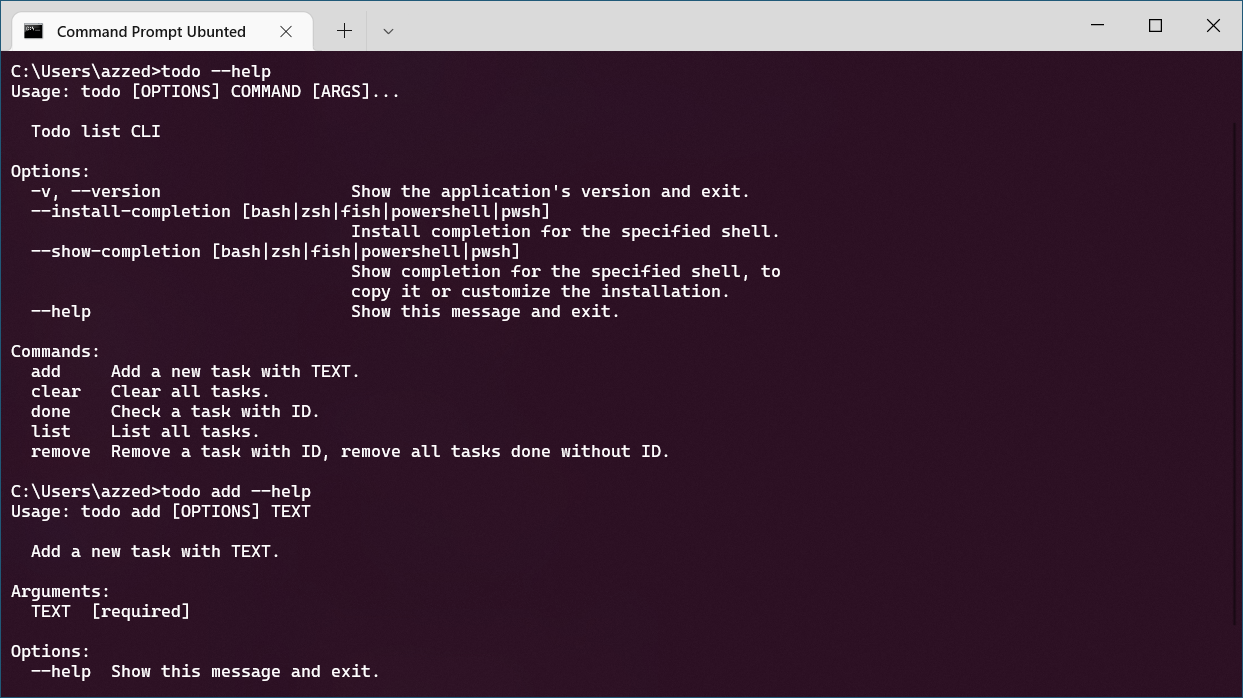 Command Prompt Ubunted
C:\Users\azzed>todo --help
Usage: todo [OPTIONS] COMMAND [ARGS]...
Todo list CLI
Options:
-v, --version Show the application's version and exit.
--install-completion [bash|zsh|fish|powershell|pwsh]
Install completion for the specified shell.
--show-completion [bash|zsh|fish|powershell|pwsh]
Show completion for the specified shell, to
copy it or customize the installation.
--help Show this message and exit.
Commands:
add Add a new task with TEXT.
clear Clear all tasks.
done Check a task with ID.
list List all tasks.
remove Remove a task with ID, remove all tasks done without ID.
C:\Users\azzed>todo add --help
Usage: todo add [OPTIONS] TEXT
Add a new task with TEXT.
Arguments:
TEXT [required]
Options:
--help Show this message and exit.